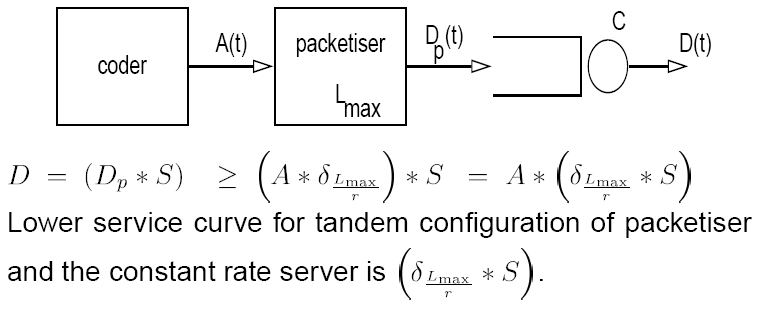 coder A(t) packetiser L_max D_p(t) C D(t)
D = (D_p * S) ≥ (A * δ_{L_max/r}) * S = A * (δ_{L_max/r} * S)
Lower service curve for tandem configuration of packetiser
and the constant rate server is (δ_{L_max/r} * S).